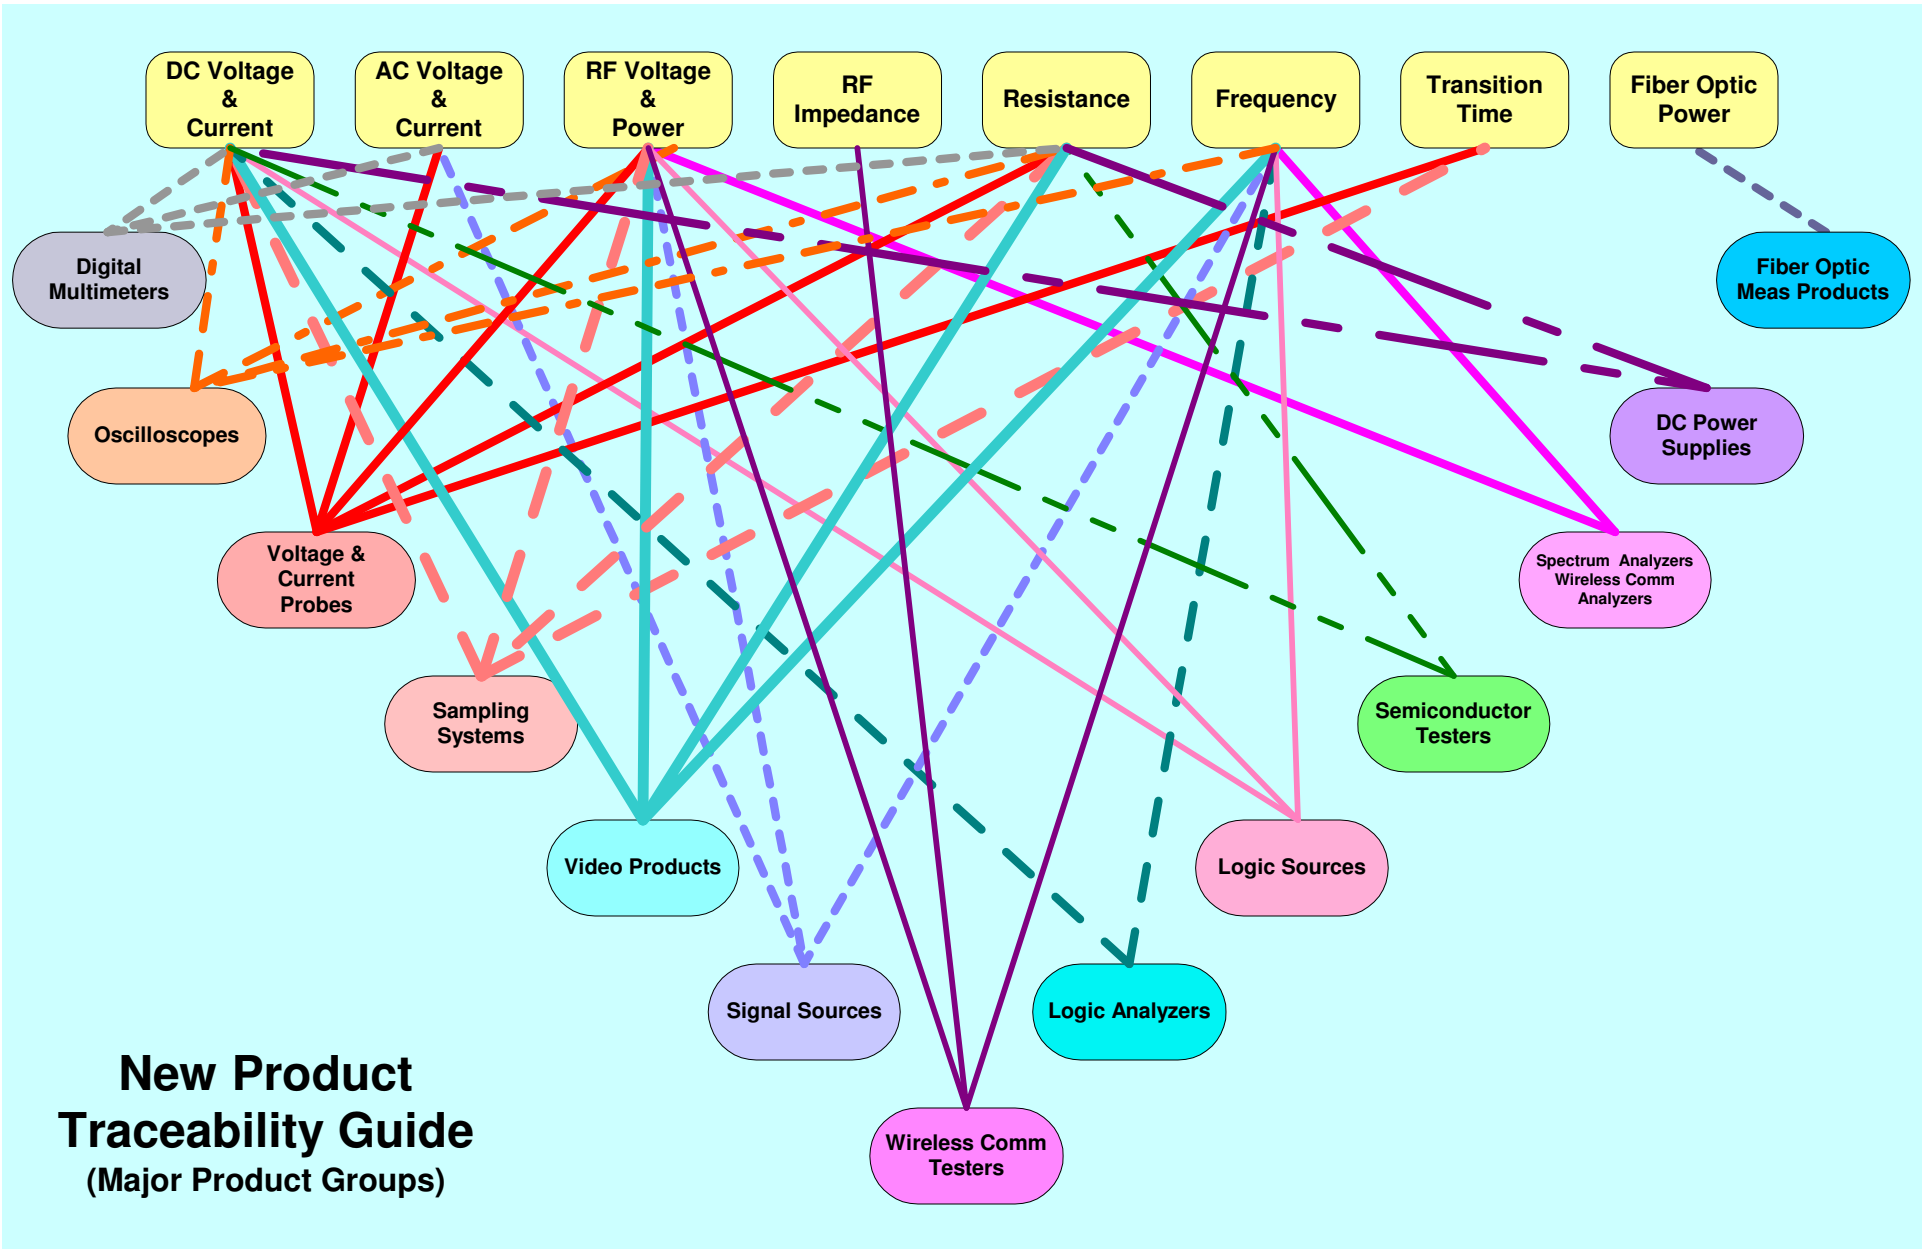 DC Voltage
&
Current
AC Voltage
&
Current
RF Voltage
&
Power
RF
Impedance
Resistance
Frequency
Transition
Time
Fiber Optic
Power
Digital
Multimeters
Fiber Optic
Meas Products
Oscilloscopes
DC Power
Supplies
Voltage &
Current
Probes
Spectrum  Analyzers
Wireless Comm
Analyzers
Sampling
Systems
Semiconductor
Testers
Video Products
Logic Sources
Signal Sources
Logic Analyzers
Wireless Comm
Testers
New Product
Traceability Guide
(Major Product Groups)